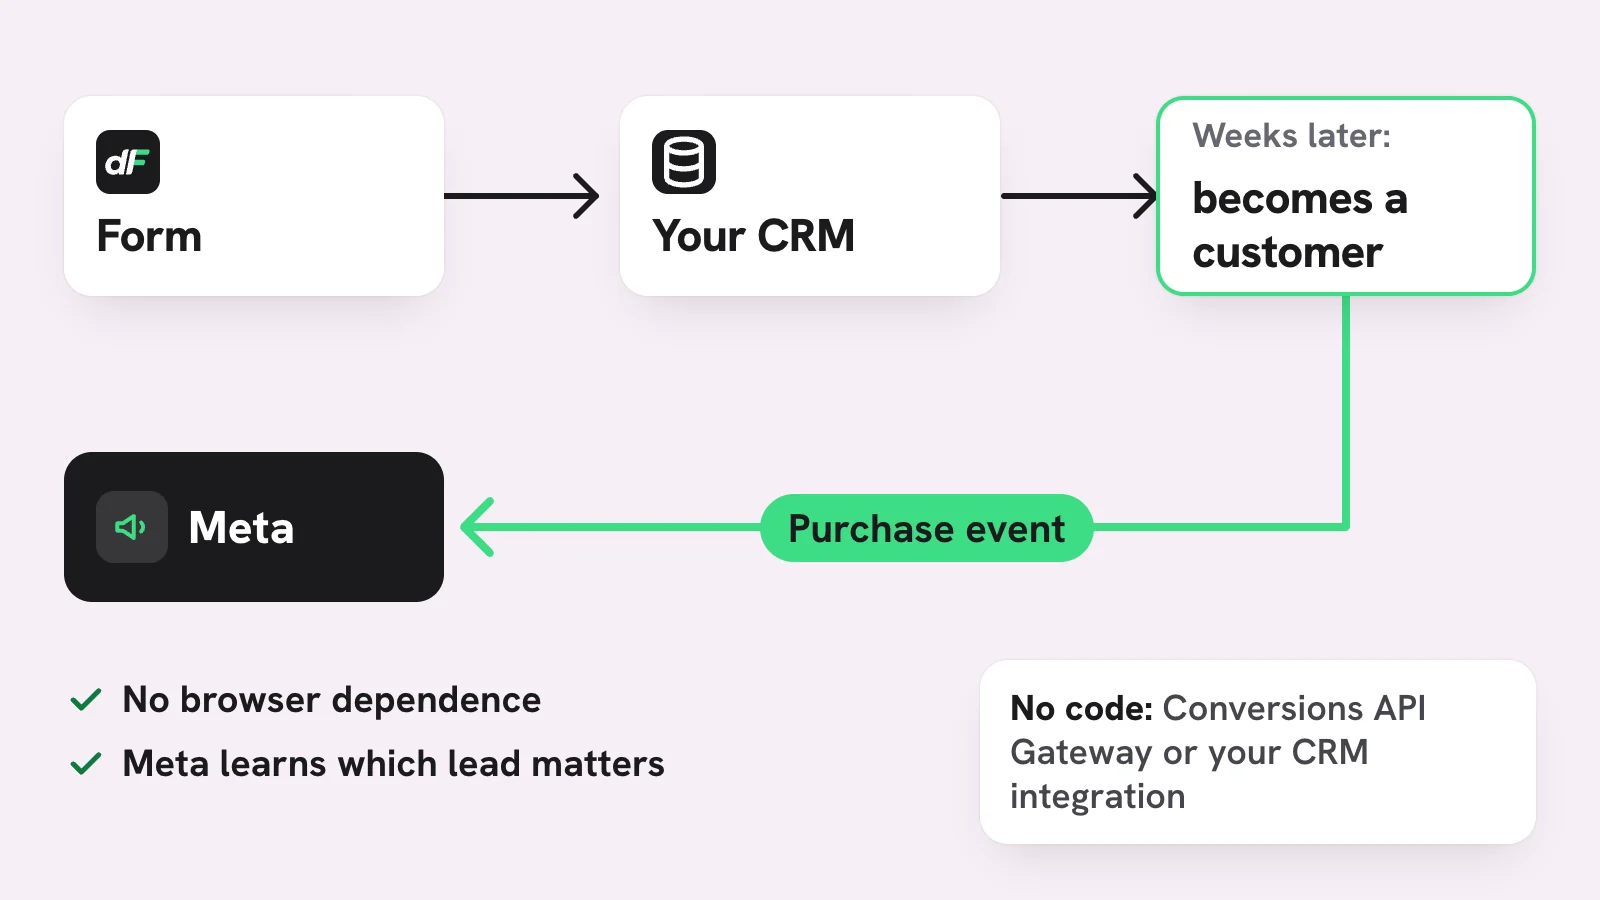 dF
Form
Your CRM
Weeks later:
becomes a
customer
Meta
Purchase event
No browser dependence
Meta learns which lead matters
No code: Conversions API
Gateway or your CRM
integration